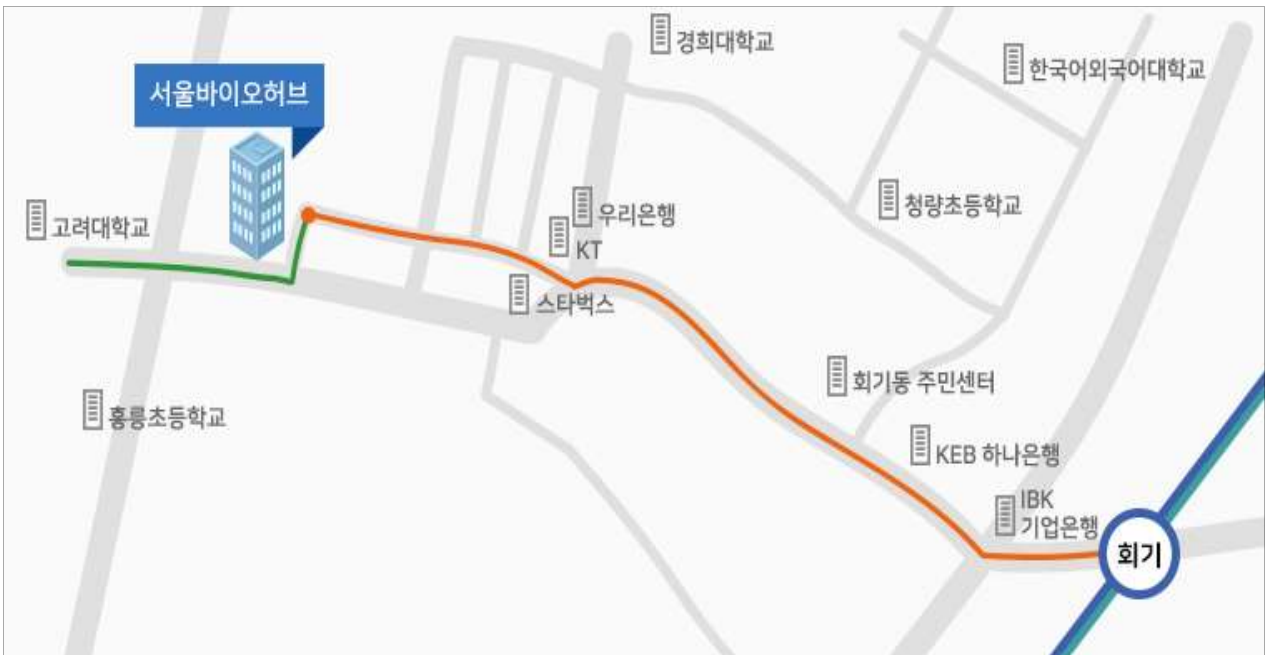 경희대학교
한국어외국어대학교
서울바이오허브
고려대학교
우리은행
청량초등학교
KT
스타벅스
회기동 주민센터
홍릉초등학교
KEB 하나은행
IBK
기업은행
회기